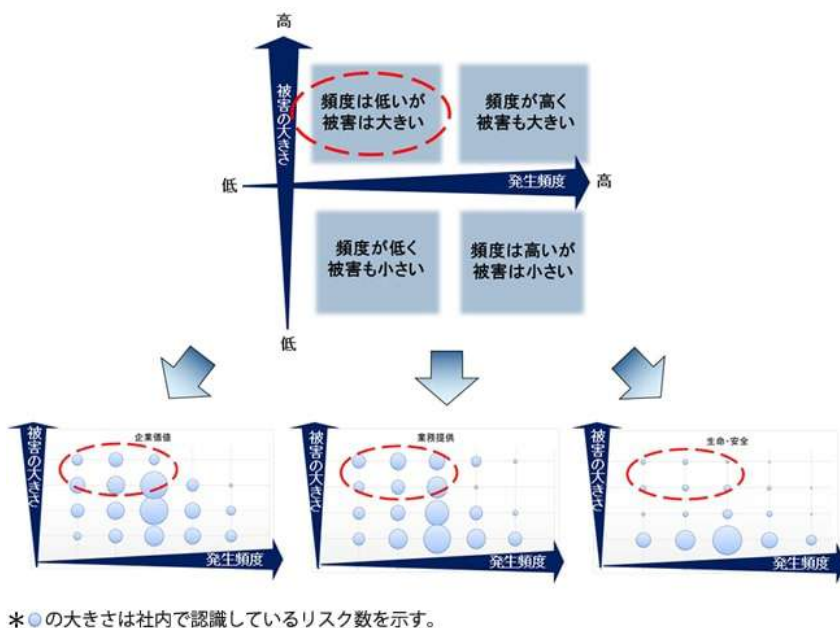 高
被害の大きさ
頻度は低いが
被害は大きい
頻度が高く
被害も大きい
低
発生頻度
高
頻度が低く
被害も小さい
頻度は高いが
被害は小さい
低
被害の大きさ
企業価値
発生頻度
被害の大きさ
業務提供
発生頻度
被害の大きさ
生命・安全
発生頻度
＊の大きさは社内で認識しているリスク数を示す。